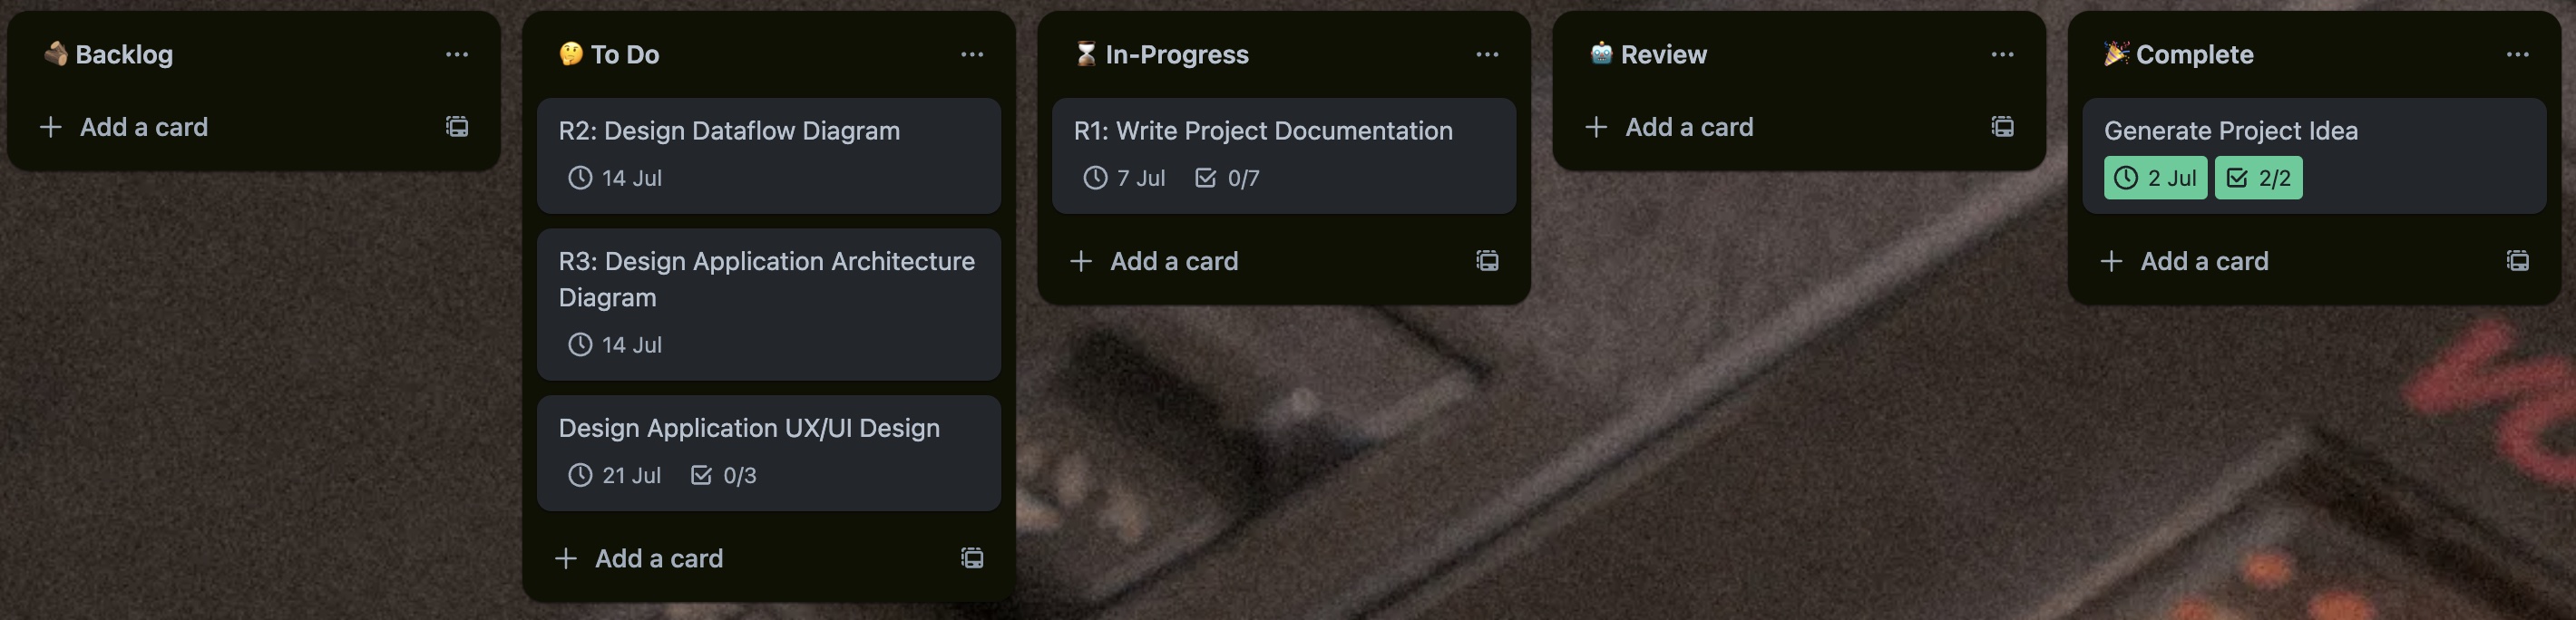 🪵 Backlog
Add a card
🤔 To Do
R2: Design Dataflow Diagram
14 Jul
R3: Design Application Architecture
Diagram
14 Jul
Design Application UX/UI Design
21 Jul 0/3
Add a card
⏳ In-Progress
R1: Write Project Documentation
7 Jul 0/7
Add a card
🤖 Review
Add a card
🎉 Complete
Generate Project Idea
2 Jul 2/2
Add a card